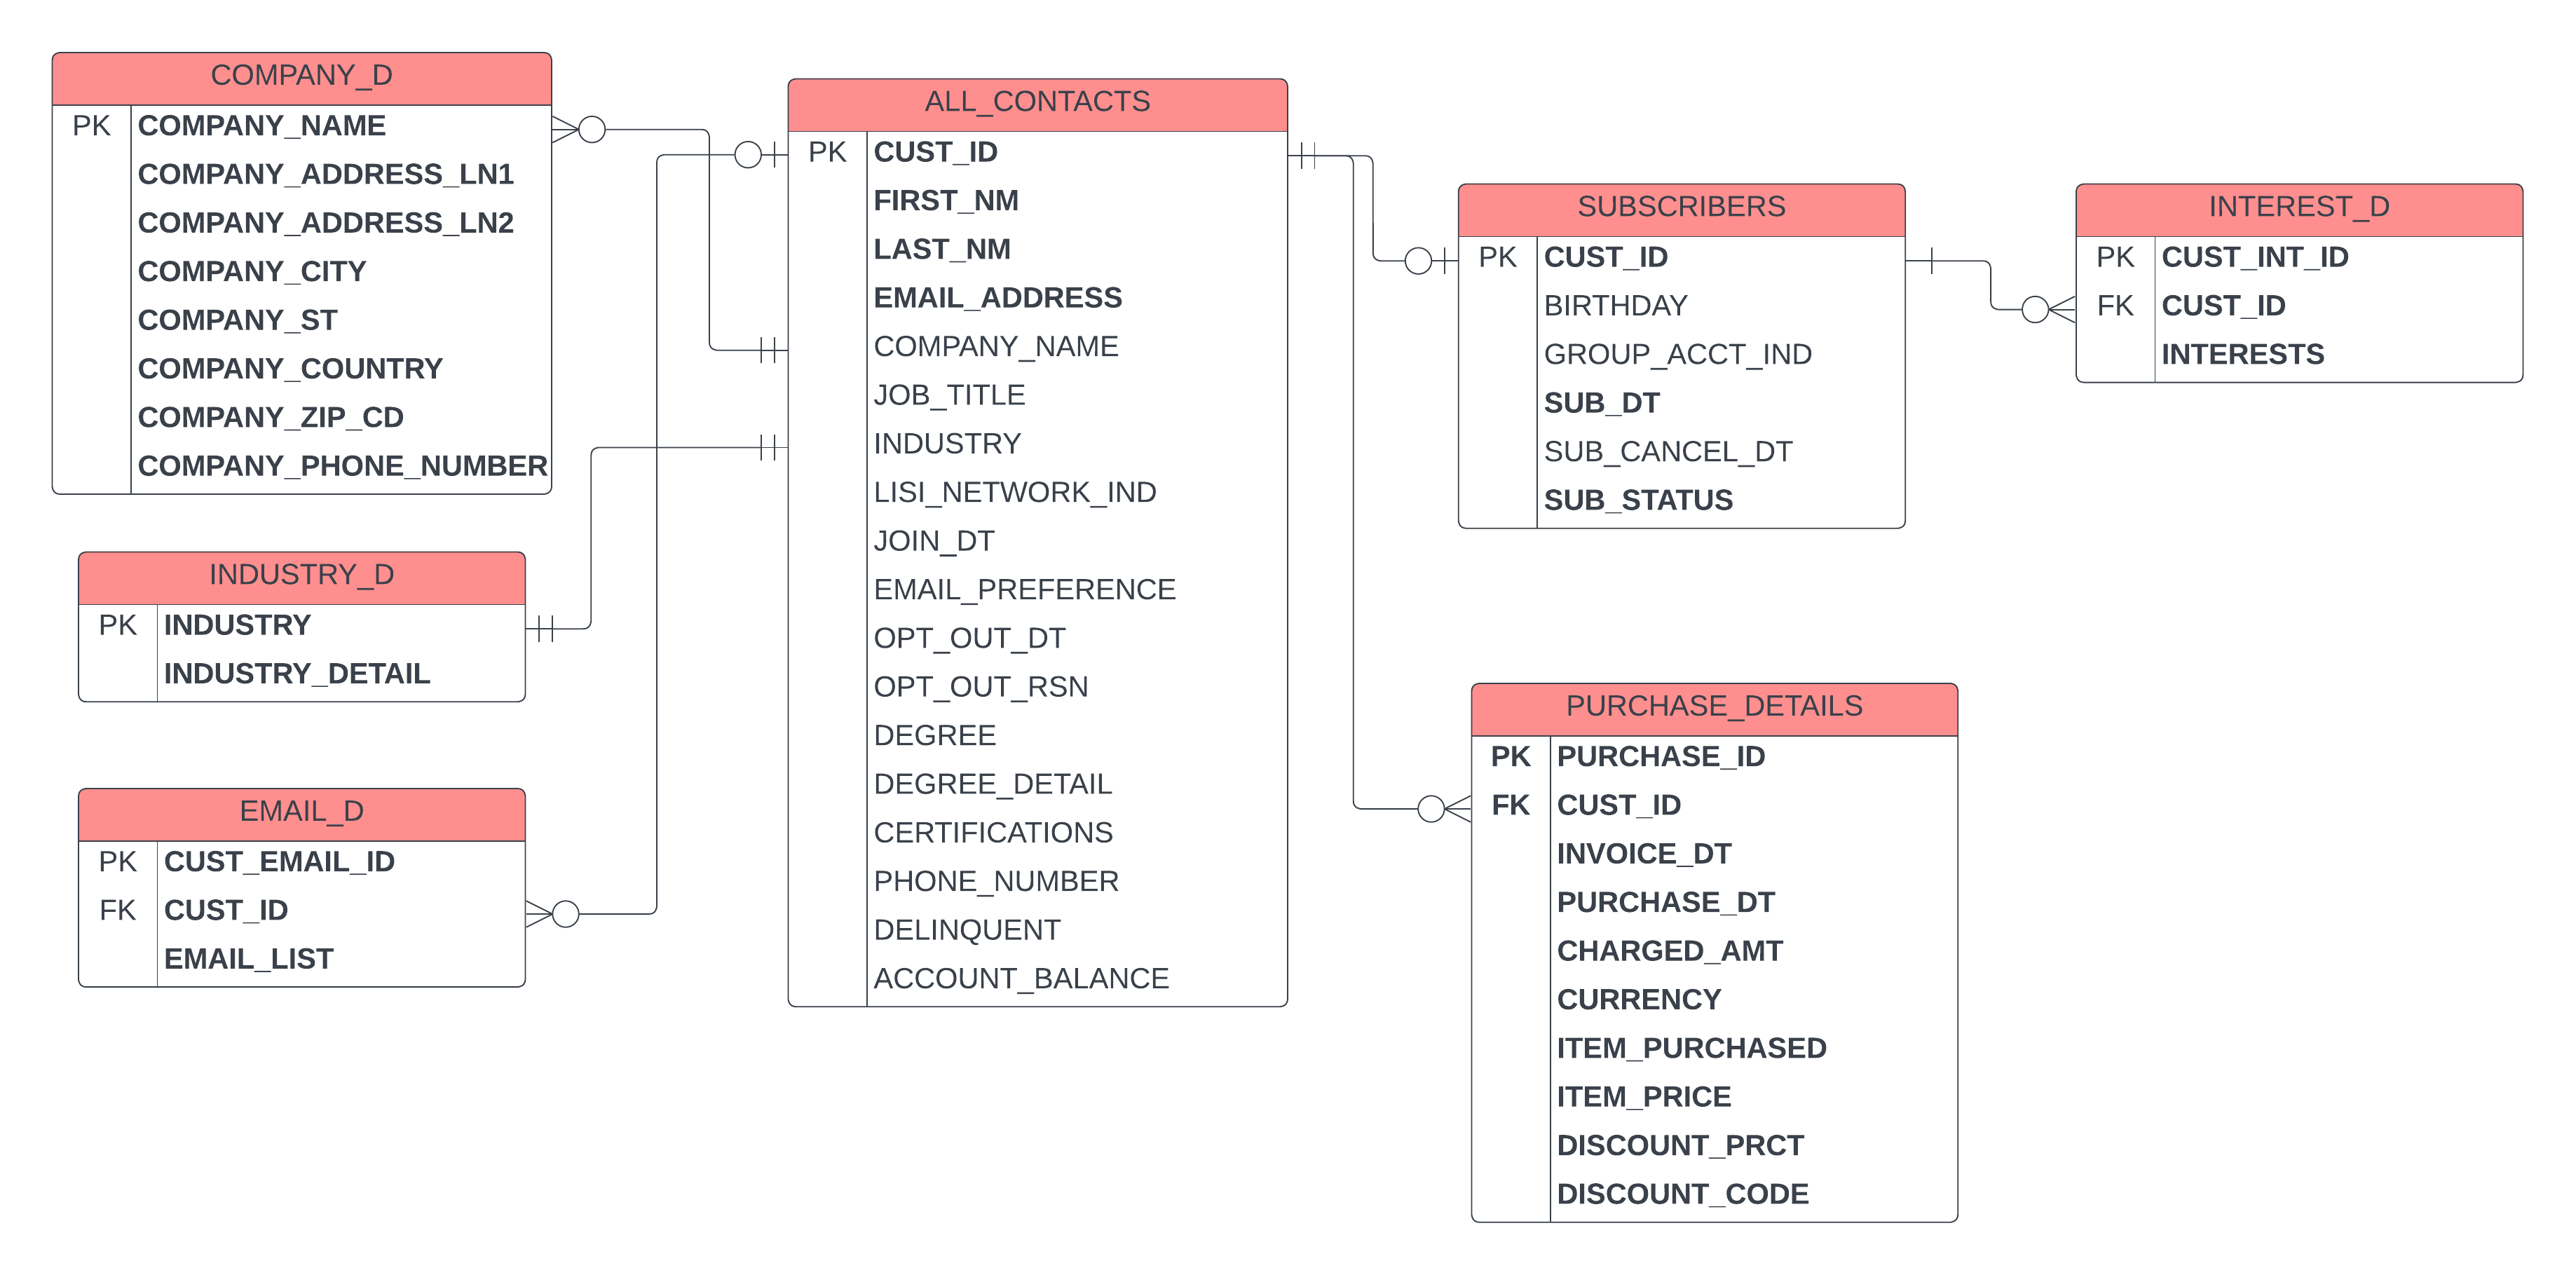 COMPANY_D
PK COMPANY_NAME
COMPANY_ADDRESS_LN1
COMPANY_ADDRESS_LN2
COMPANY_CITY
COMPANY_ST
COMPANY_COUNTRY
COMPANY_ZIP_CD
COMPANY_PHONE_NUMBER
INDUSTRY_D
PK INDUSTRY
INDUSTRY_DETAIL
EMAIL_D
PK CUST_EMAIL_ID
FK CUST_ID
EMAIL_LIST
ALL_CONTACTS
PK CUST_ID
FIRST_NM
LAST_NM
EMAIL_ADDRESS
COMPANY_NAME
JOB_TITLE
INDUSTRY
LISI_NETWORK_IND
JOIN_DT
EMAIL_PREFERENCE
OPT_OUT_DT
OPT_OUT_RSN
DEGREE
DEGREE_DETAIL
CERTIFICATIONS
PHONE_NUMBER
DELINQUENT
ACCOUNT_BALANCE
SUBSCRIBERS
PK CUST_ID
BIRTHDAY
GROUP_ACCT_IND
SUB_DT
SUB_CANCEL_DT
SUB_STATUS
INTEREST_D
PK CUST_INT_ID
FK CUST_ID
INTERESTS
PURCHASE_DETAILS
PK PURCHASE_ID
FK CUST_ID
INVOICE_DT
PURCHASE_DT
CHARGED_AMT
CURRENCY
ITEM_PURCHASED
ITEM_PRICE
DISCOUNT_PRCT
DISCOUNT_CODE